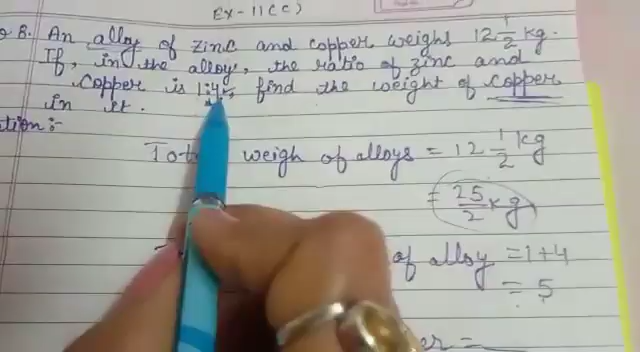 Ex-11(C)
8. An alloy of zinc and copper weighs 12 1/2 kg.
If, in the alloy, the ratio of zinc and
copper is 1:4, find the weight of copper
in it.
weigh of alloys = 12 1/2 kg
= 25/2 kg
of alloy = 1+4
= 5
=